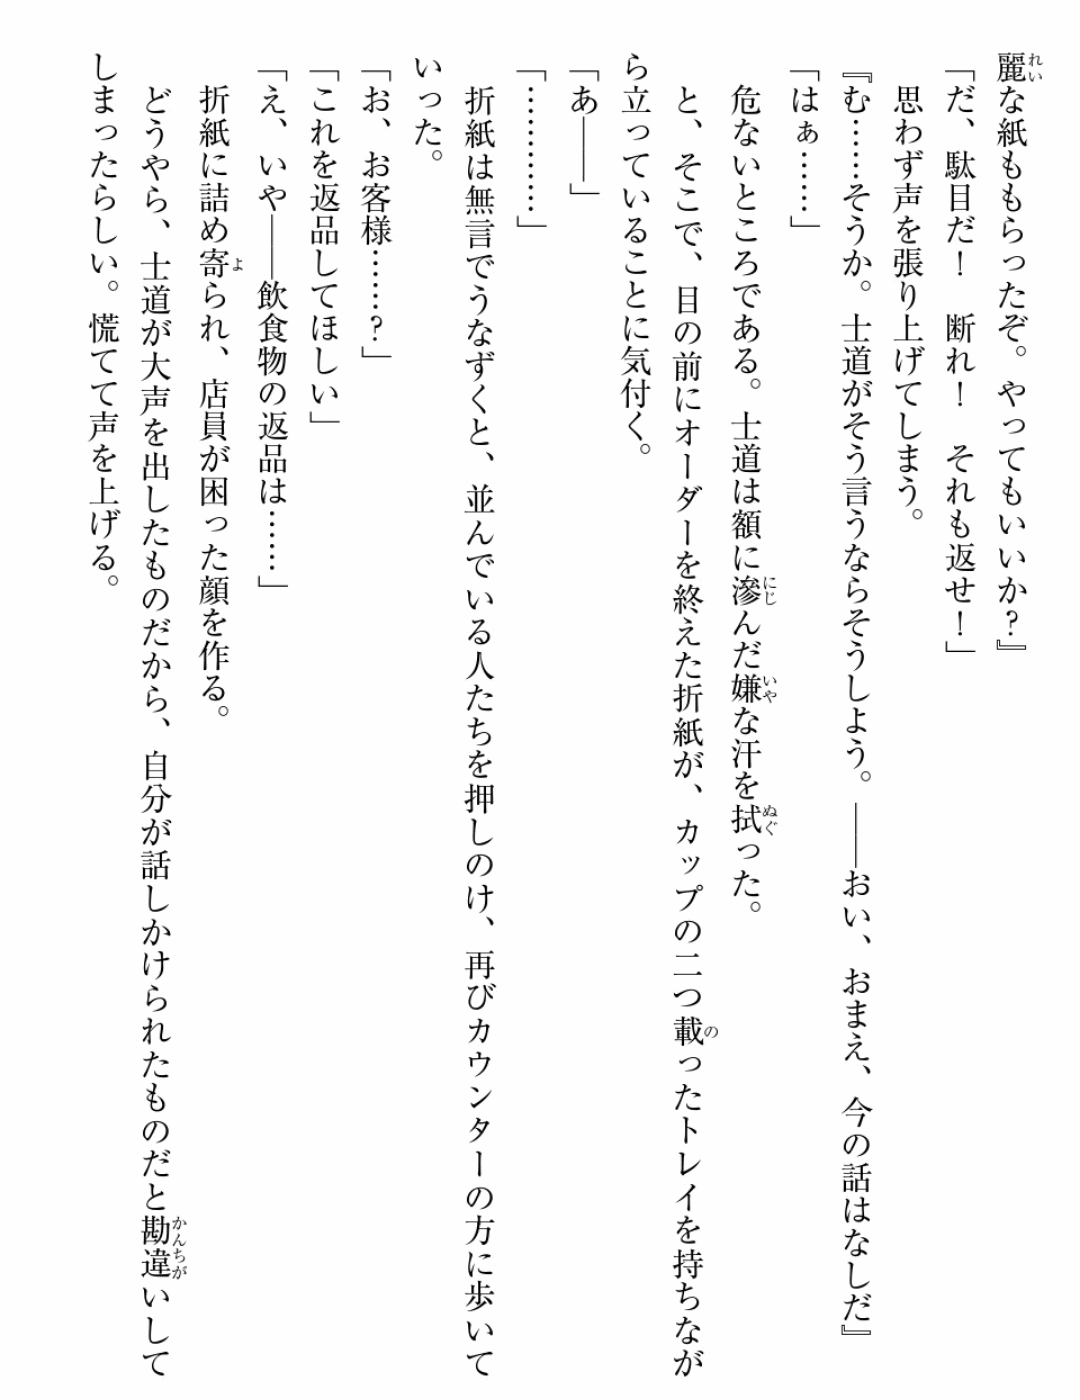 麗な紙ももらったぞ。やってもいいか？』
「だ、駄目だ！　断れ！　それも返せ！」
思わず声を張り上げてしまう。
『む……そうか。士道がそう言うならそうしよう。――おい、おまえ、今の話はなしだ』
「はぁ……」
危ないところである。士道は額に滲んだ嫌な汗を拭った。
と、そこで、目の前にオーダーを終えた折紙が、カップの二つ載ったトレイを持ちなが
ら立っていることに気付く。
「あ――」
「…………」
折紙は無言でうなずくと、並んでいる人たちを押しのけ、再びカウンターの方に歩いて
いった。
「お、お客様……？」
「これを返品してほしい」
「え、いや――飲食物の返品は……」
折紙に詰め寄られ、店員が困った顔を作る。
どうやら、士道が大声を出したものだから、自分が話しかけられたものだと勘違いして
しまったらしい。慌てて声を上げる。